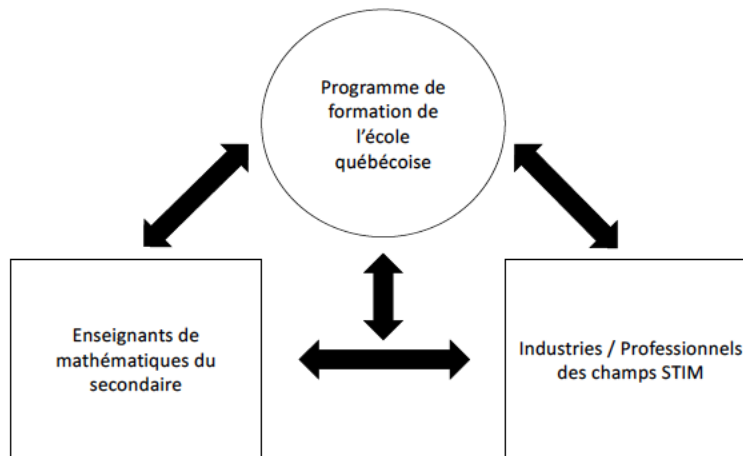 Programme de
formation de
l’école
québécoise
Enseignants de
mathématiques du
secondaire
Industries / Professionnels
des champs STIM